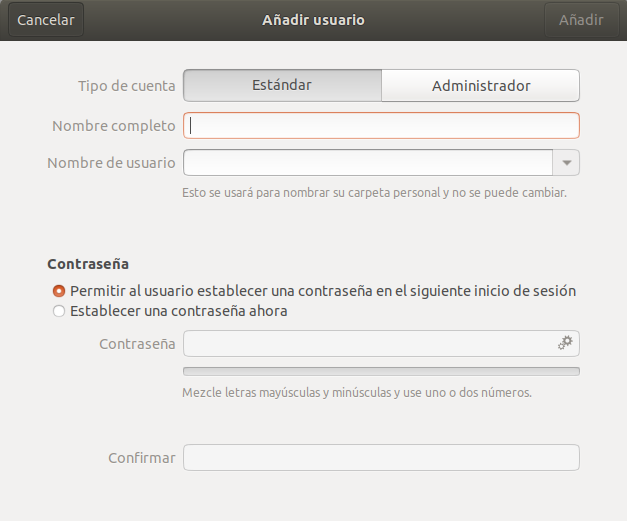 Cancelar
Añadir usuario
Añadir
Tipo de cuenta
Estándar
Administrador
Nombre completo
Nombre de usuario
Esto se usará para nombrar su carpeta personal y no se puede cambiar.
Contraseña
Permitir al usuario establecer una contraseña en el siguiente inicio de sesión
Establecer una contraseña ahora
Contraseña
Mezcle letras mayúsculas y minúsculas y use uno o dos números.
Confirmar